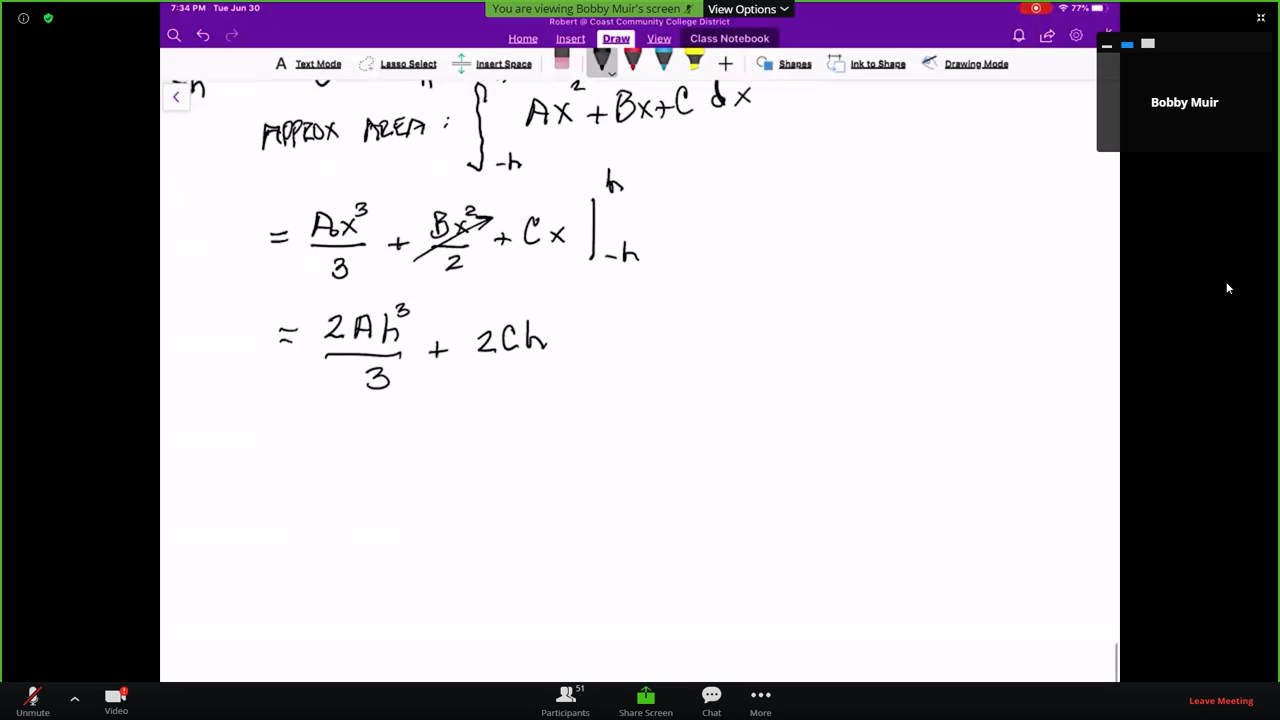 You are viewing Bobby Muir's screen View Options
7:34 PM Tue Jun 30 77%
Robert @ Coast Community College District
Home Insert Draw View Class Notebook
A Text Mode Lasso Select Insert Space + Shapes Ink to Shape Drawing Mode
Bobby Muir
-h h
APPROX AREA : ∫ Ax² + Bx + C dx
-h
= Ax³/3 + Bx²/2 + Cx | h -h
= 2Ah³/3 + 2Ch
Unmute Video Participants 51 Share Screen Chat More Leave Meeting